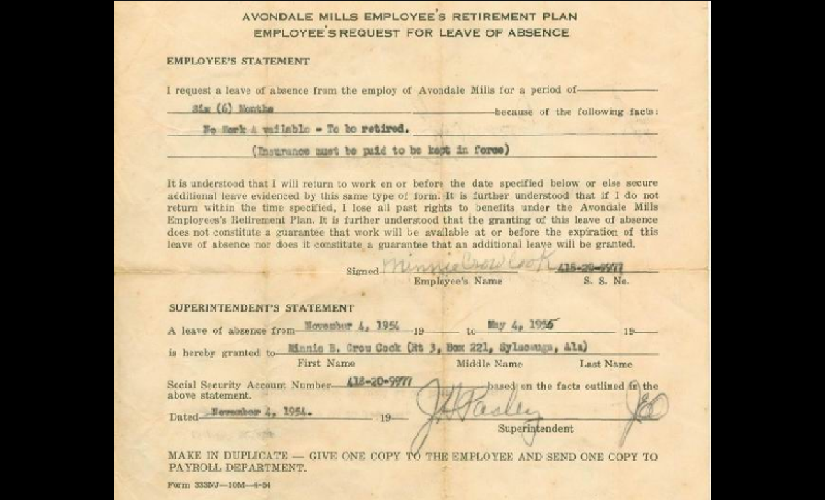 AVONDALE MILLS EMPLOYEE'S RETIREMENT PLAN
EMPLOYEE'S REQUEST FOR LEAVE OF ABSENCE
EMPLOYEE'S STATEMENT
I request a leave of absence from the employ of Avondale Mills for a period of
Six (6) Months because of the following facts:
No Work A vailable - To be retired.
(Insurance must be paid to be kept in force)
It is understood that I will return to work on or before the date specified below or else secure
additional leave evidenced by this same type of form. It is further understood that if I do not
return within the time specified, I lose all past rights to benefits under the Avondale Mills
Employees's Retirement Plan. It is further understood that the granting of this leave of absence
does not constitute a guarantee that work will be available at or before the expiration of this
leave of absence nor does it constitute a guarantee that an additional leave will be granted.
Signed Minnie Crow Cook 418-20-9977
Employee's Name S. S. No.
SUPERINTENDENT'S STATEMENT
A leave of absence from November 4, 1954 19 to May 4, 1955 19
is hereby granted to Minnie B. Crow Cook (Rt 3, Box 221, Sylacauga, Ala)
First Name Middle Name Last Name
Social Security Account Number 418-20-9977 based on the facts outlined in the
above statement.
Dated November 4, 1954. 19
Superintendent
MAKE IN DUPLICATE — GIVE ONE COPY TO THE EMPLOYEE AND SEND ONE COPY TO
PAYROLL DEPARTMENT.